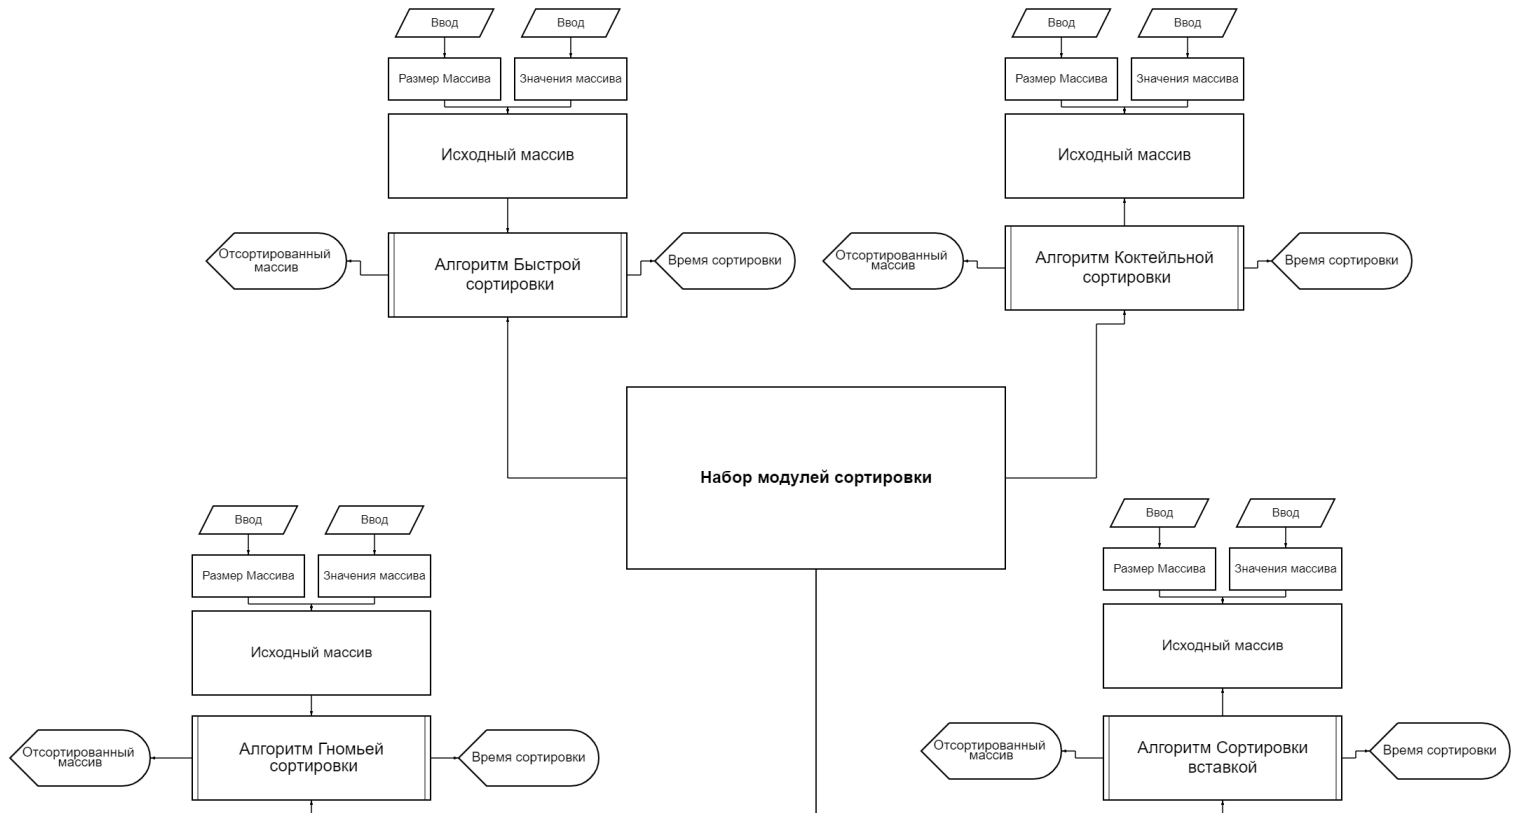 Ввод
Ввод
Размер Массива
Значения массива
Исходный массив
Отсортированный
массив
Алгоритм Быстрой
сортировки
Время сортировки
Ввод
Ввод
Размер Массива
Значения массива
Исходный массив
Отсортированный
массив
Алгоритм Коктейльной
сортировки
Время сортировки
Набор модулей сортировки
Ввод
Ввод
Размер Массива
Значения массива
Исходный массив
Отсортированный
массив
Алгоритм Гномьей
сортировки
Время сортировки
Ввод
Ввод
Размер Массива
Значения массива
Исходный массив
Отсортированный
массив
Алгоритм Сортировки
вставкой
Время сортировки